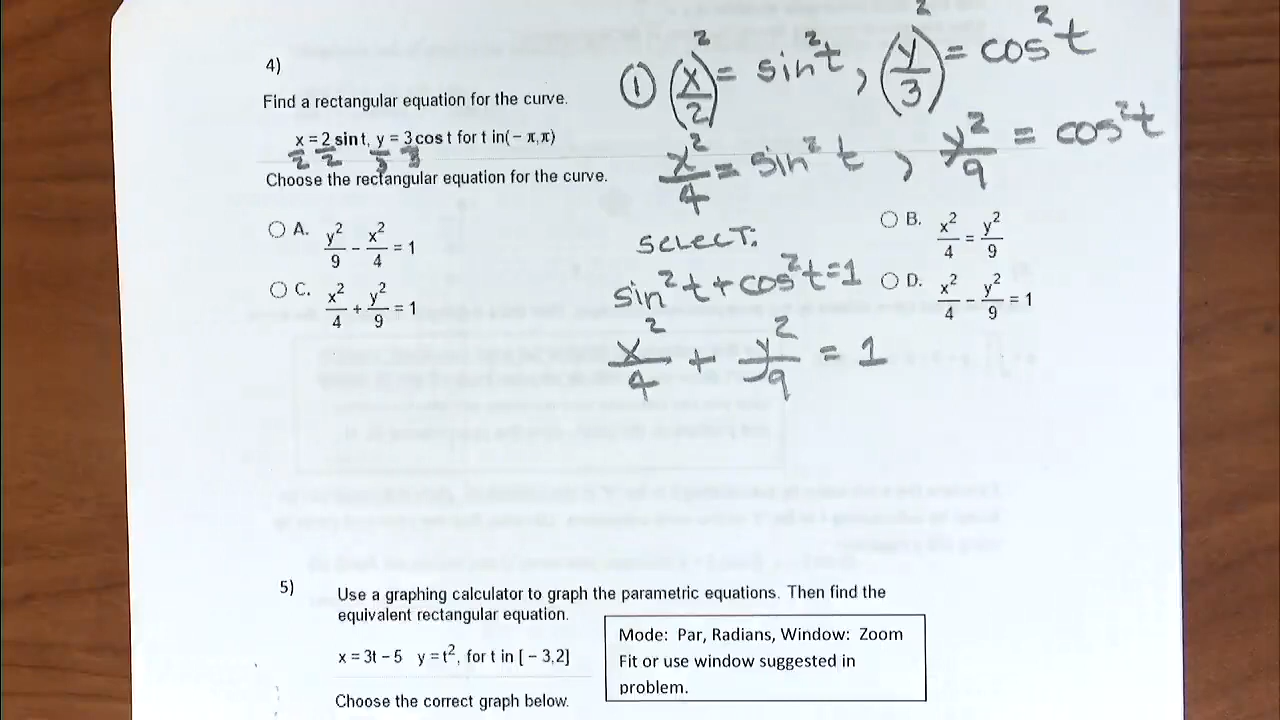 4)
Find a rectangular equation for the curve.
x = 2 sin t, y = 3 cos t for t in(− π,π)
2 2 3 3
Choose the rectangular equation for the curve.
A. y²/9 − x²/4 = 1
B. x²/4 = y²/9
C. x²/4 + y²/9 = 1
D. x²/4 − y²/9 = 1
① (x/2)² = sin²t, (y/3)² = cos²t
x²/4 = sin²t, y²/9 = cos²t
SELECT:
sin²t + cos²t = 1
x²/4 + y²/9 = 1
5)
Use a graphing calculator to graph the parametric equations. Then find the
equivalent rectangular equation.
x = 3t − 5 y = t², for t in [ − 3,2]
Choose the correct graph below.
Mode: Par, Radians, Window: Zoom
Fit or use window suggested in
problem.